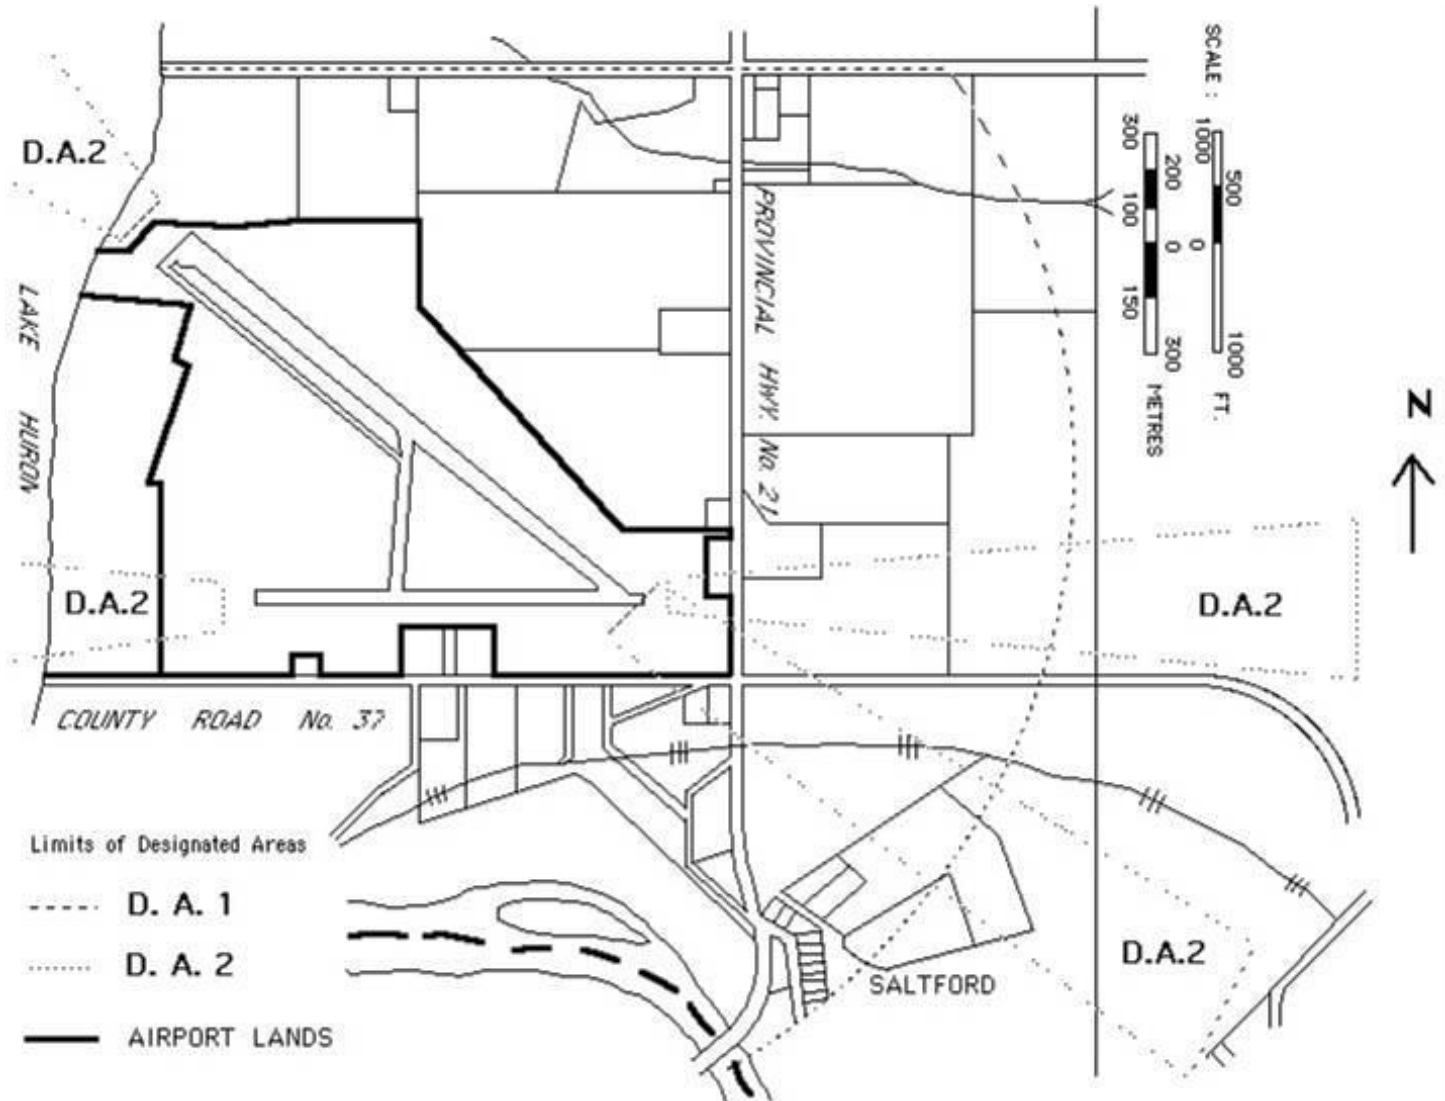 D.A.2
LAKE HURON
PROVINCIAL HWY. No. 21
SCALE :
1000 500 0 1000 FT.
300 200 100 0 150 300 METRES
N
D.A.2
D.A.2
COUNTY ROAD No. 37
D.A.2
SALTFORD
Limits of Designated Areas
D. A. 1
D. A. 2
AIRPORT LANDS